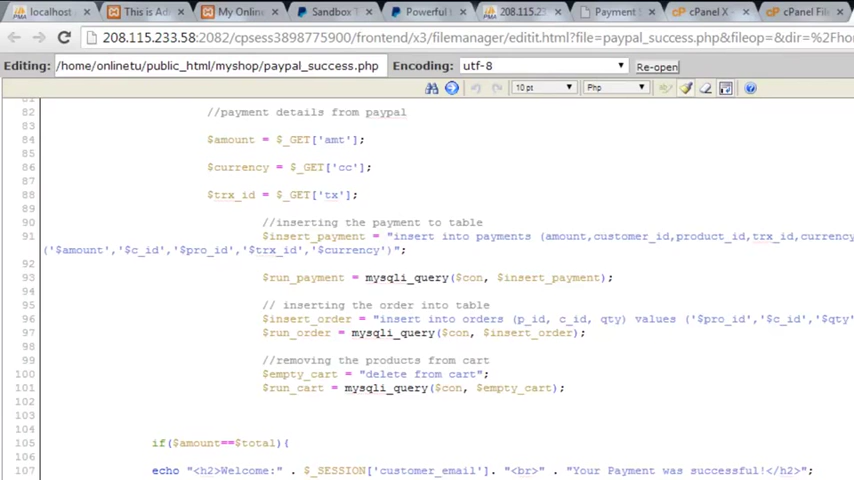 localhost
This is Ad
My Online
Sandbox T
Powerful
208.115.233
Payment
cPanel X
cPanel File
208.115.233.58:2082/cpsess3898775900/frontend/x3/filemanager/editit.html?file=paypal_success.php&fileop=&dir=%2Fho
Editing: /home/onlinetu/public_html/myshop/paypal_success.php Encoding: utf-8 Re-open
10 pt Php
81
82 //payment details from paypal
83
84 $amount = $_GET['amt'];
85
86 $currency = $_GET['cc'];
87
88 $trx_id = $_GET['tx'];
89
90 //inserting the payment to table
91 $insert_payment = "insert into payments (amount,customer_id,product_id,trx_id,currency
('$amount','$c_id','$pro_id','$trx_id','$currency')";
92
93 $run_payment = mysqli_query($con, $insert_payment);
94
95 // inserting the order into table
96 $insert_order = "insert into orders (p_id, c_id, qty) values ('$pro_id','$c_id','$qty'
97 $run_order = mysqli_query($con, $insert_order);
98
99 //removing the products from cart
100 $empty_cart = "delete from cart";
101 $run_cart = mysqli_query($con, $empty_cart);
102
103
104
105 if($amount==$total){
106
107 echo "<h2>Welcome:" . $_SESSION['customer_email']. "<br>" . "Your Payment was successful!</h2>";